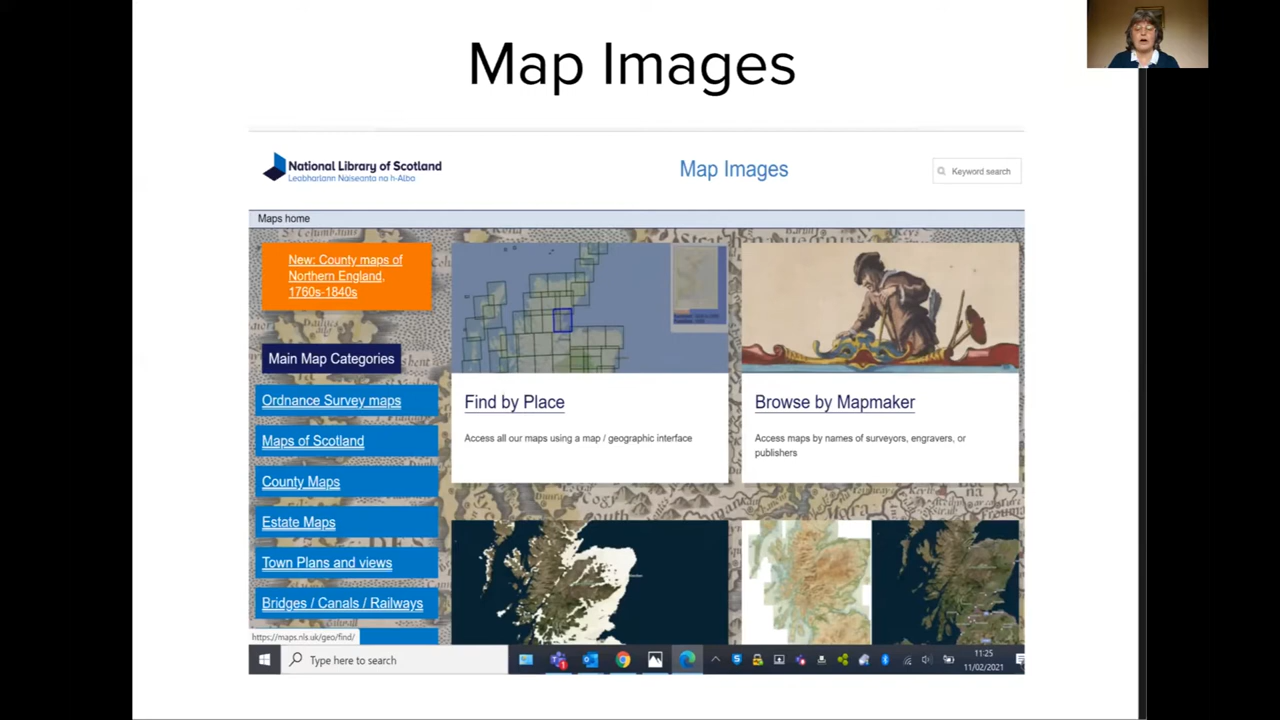 Map Images
National Library of Scotland
Leabharlann Nàiseanta na h-Alba
Map Images
Keyword search
Maps home
New: County maps of
Northern England,
1760s-1840s
Main Map Categories
Ordnance Survey maps
Maps of Scotland
County Maps
Estate Maps
Town Plans and views
Bridges / Canals / Railways
Find by Place
Access all our maps using a map / geographic interface
Browse by Mapmaker
Access maps by names of surveyors, engravers, or
publishers
https://maps.nls.uk/geo/find/
Type here to search
11:25
11/02/2021